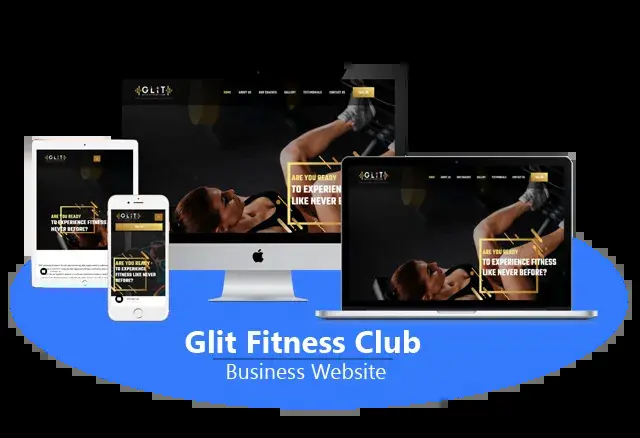 GLiT
HOME ABOUT US OUR COACHES GALLERY TESTIMONIALS CONTACT US
ARE YOU READY
TO EXPERIENCE
LIKE NEVER B
GLiT
HOME ABOUT US OUR COACHES GALLERY TESTIMONIALS CONTACT US
ARE YOU READY
TO EXPERIENCE FITNESS
LIKE NEVER BEFORE?
GLiT
ARE YOU READY
TO EXPERIENCE FITNESS
NEVER BEFORE?
GLiT
ARE YOU READY
TO EXPERIENCE
FITNESS LIKE NEVER
BEFORE?
Glit Fitness Club
Business Website